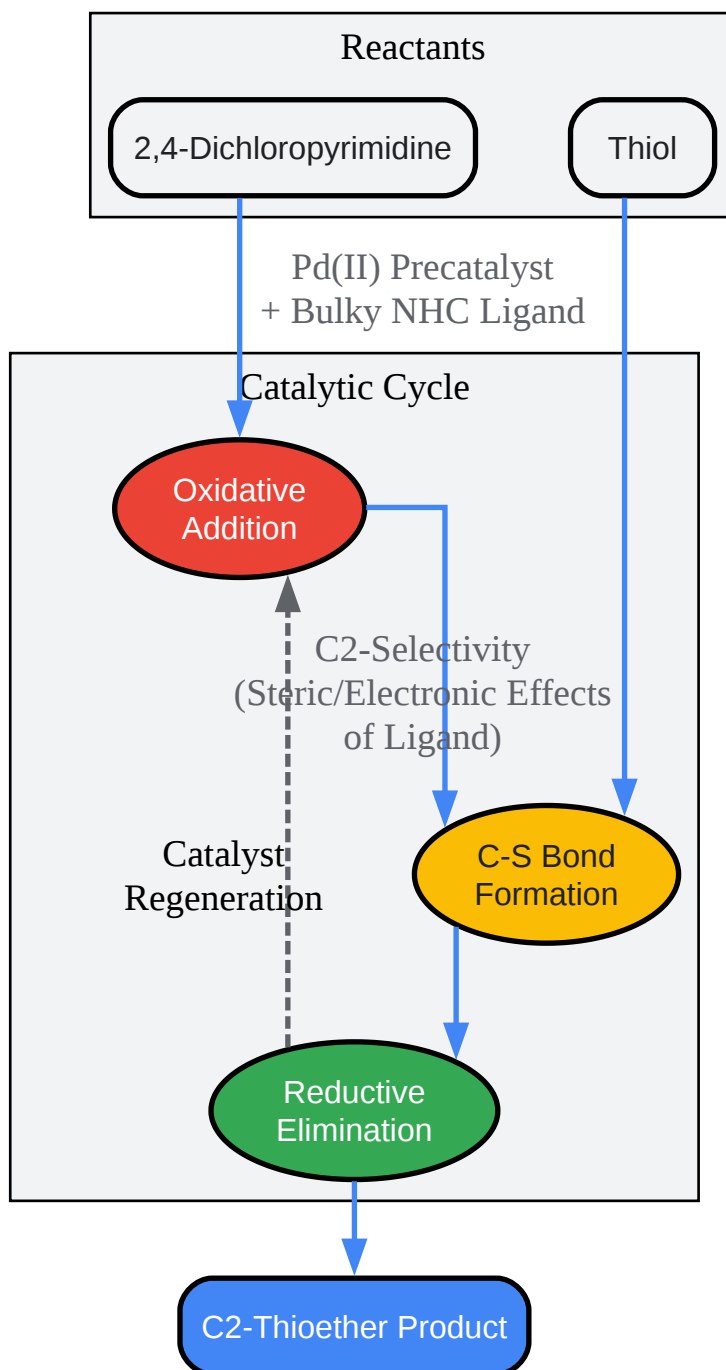 Reactants
2,4-Dichloropyrimidine
Thiol
Pd(II) Precatalyst
+ Bulky NHC Ligand
Catalytic Cycle
Oxidative
Addition
C2-Selectivity
(Steric/Electronic Effects
of Ligand)
Catalyst
Regeneration
C-S Bond
Formation
Reductive
Elimination
C2-Thioether Product